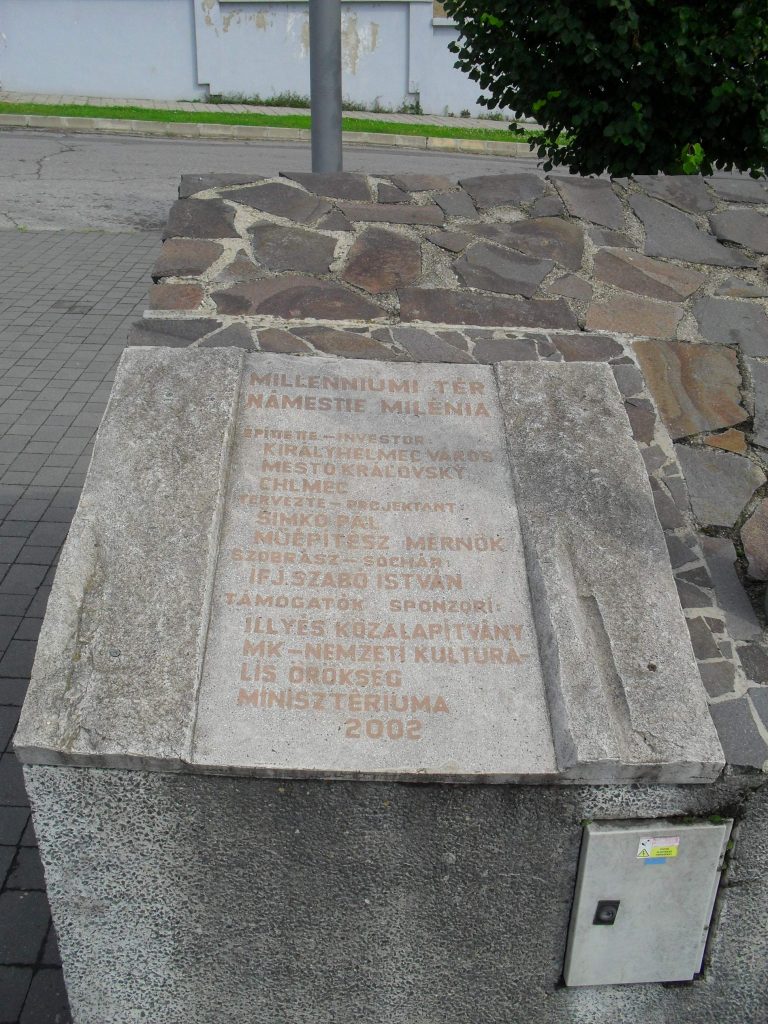 MILLENNIUMI TÉR
NÁMESTIE MILÉNIA
ÉPÍTETTE – INVESTOR:
KIRÁLYHELMEC VÁROS
MESTO KRÁĽOVSKÝ
CHLMEC
TERVEZTE – PROJEKTANT:
ŠIMKO PÁL
MŰÉPÍTÉSZ MÉRNÖK
SZOBRÁSZ – SOCHÁR:
IFJ. SZABÓ ISTVÁN
TÁMOGATÓK SPONZORI:
ILLYÉS KÖZALAPÍTVÁNY
MK – NEMZETI KULTURÁ-
LIS ÖRÖKSÉG
MINISZTÉRIUMA
2002